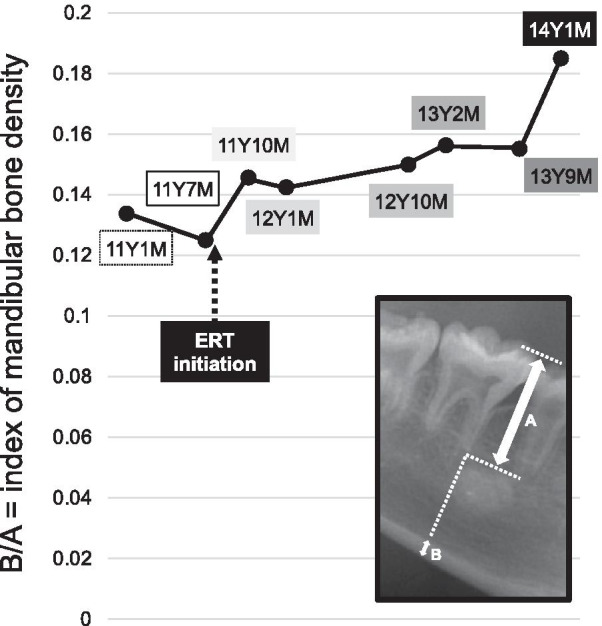 B/A = index of mandibular bone density
0.2
0.18
0.16
0.14
0.12
0.1
0.08
0.06
0.04
0.02
0
14Y1M
13Y2M
11Y10M
11Y7M
13Y9M
12Y10M
12Y1M
11Y1M
ERT
initiation
A
B